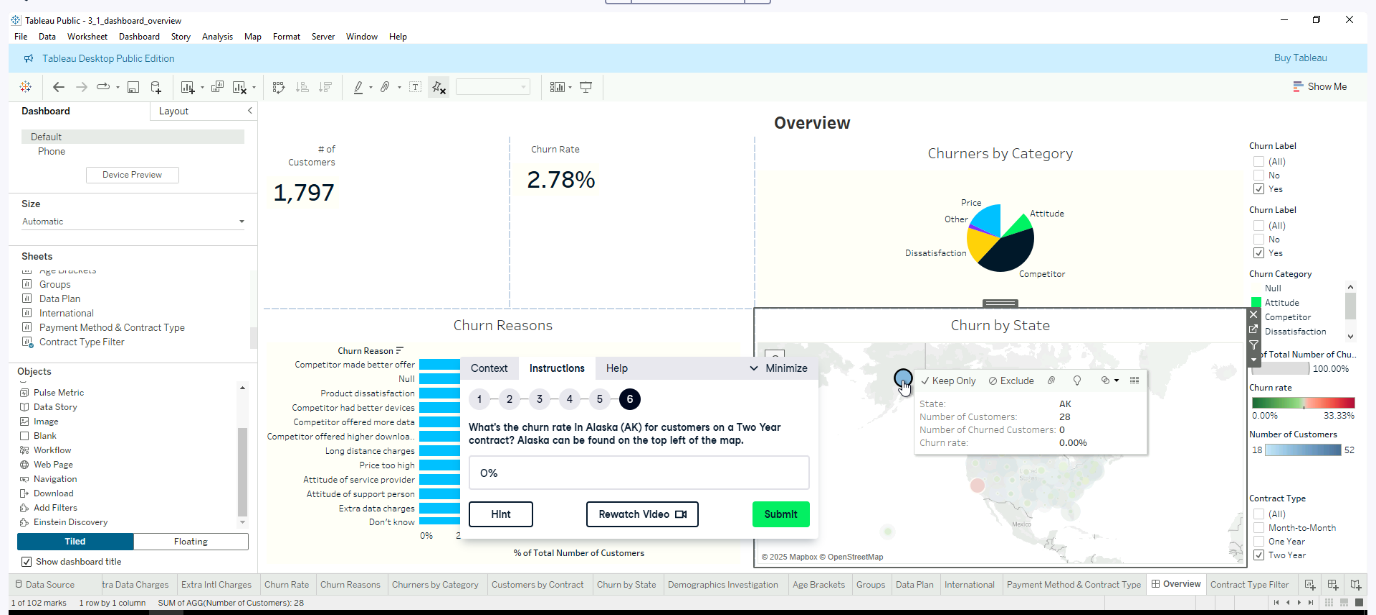 Tableau Public - 3_1_dashboard_overview
File Data Worksheet Dashboard Story Analysis Map Format Server Window Help
Tableau Desktop Public Edition
Buy Tableau
Show Me
Dashboard
Layout
Default
Phone
Device Preview
Size
Automatic
Sheets
Age Brackets
Groups
Data Plan
International
Payment Method & Contract Type
Contract Type Filter
Objects
Pulse Metric
Data Story
Image
Blank
Workflow
Web Page
Navigation
Download
Add Filters
Einstein Discovery
Tiled
Floating
Show dashboard title
Overview
# of
Customers
1,797
Churn Rate
2.78%
Churners by Category
Price
Other
Attitude
Dissatisfaction
Competitor
Churn Reasons
Churn Reason
Competitor made better offer
Null
Product dissatisfaction
Competitor had better devices
Competitor offered more data
Competitor offered higher downloa..
Long distance charges
Price too high
Attitude of service provider
Attitude of support person
Extra data charges
Don't know
0%
2
% of Total Number of Customers
Context
Instructions
Help
Minimize
1 2 3 4 5 6
What's the churn rate in Alaska (AK) for customers on a Two Year
contract? Alaska can be found on the top left of the map.
0%
Hint
Rewatch Video
Submit
Churn by State
Keep Only
Exclude
State: AK
Number of Customers: 28
Number of Churned Customers: 0
Churn rate: 0.00%
Mexico
© 2025 Mapbox © OpenStreetMap
Churn Label
(All)
No
Yes
Churn Label
(All)
No
Yes
Churn Category
Null
Attitude
Competitor
Dissatisfaction
of Total Number of Chu..
100.00%
Churn rate
0.00% 33.33%
Number of Customers
18 52
Contract Type
(All)
Month-to-Month
One Year
Two Year
Data Source
tra Data Charges
Extra Intl Charges
Churn Rate
Churn Reasons
Churners by Category
Customers by Contract
Churn by State
Demographics Investigation
Age Brackets
Groups
Data Plan
International
Payment Method & Contract Type
Overview
Contract Type Filter
1 of 102 marks 1 row by 1 column SUM of AGG(Number of Customers): 28